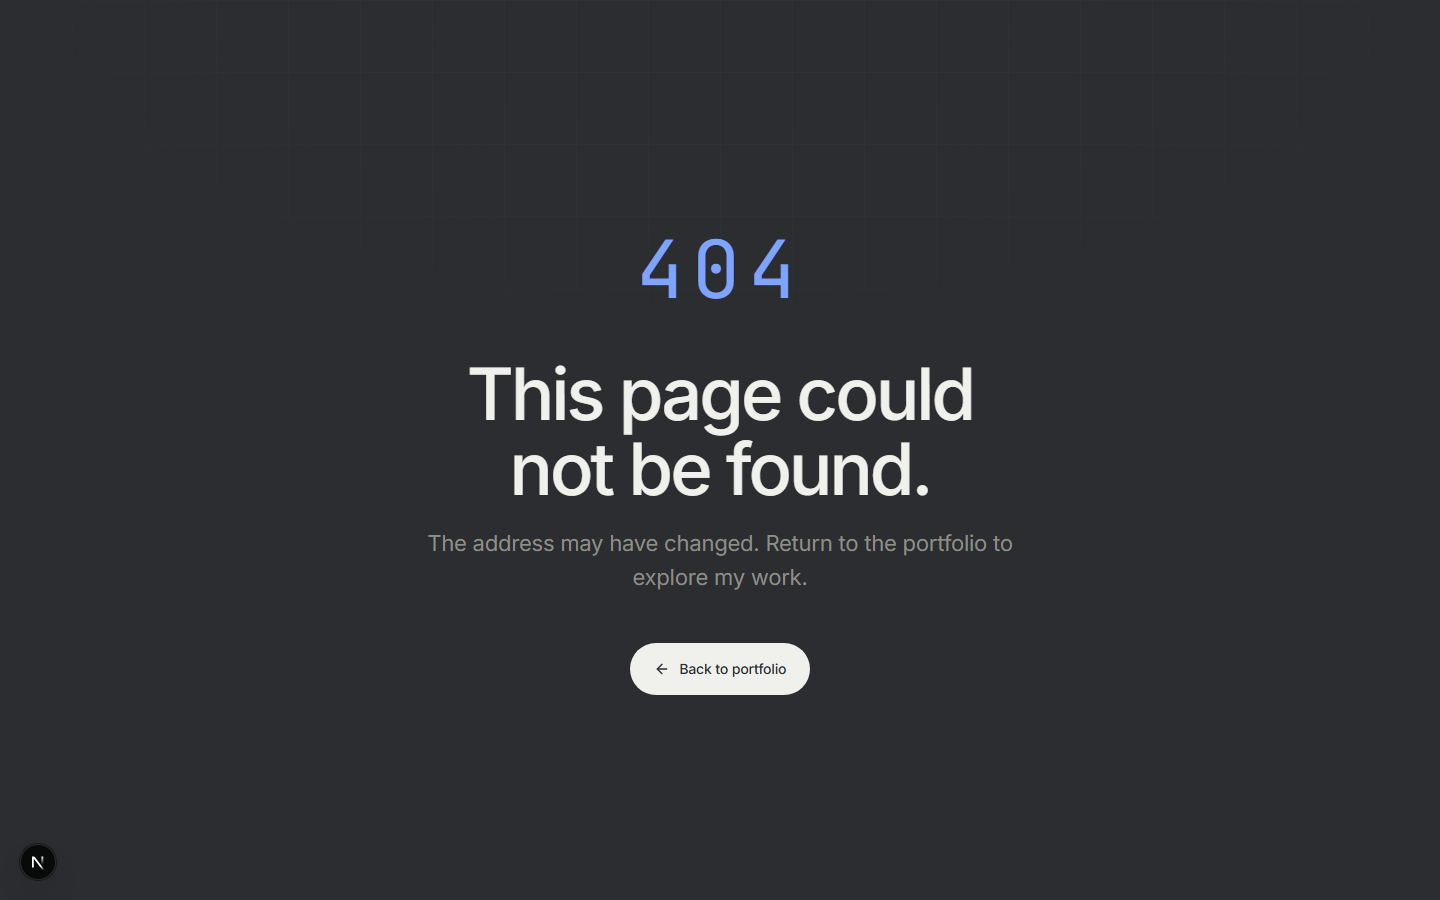 404
This page could
not be found.
The address may have changed. Return to the portfolio to
explore my work.
← Back to portfolio
N